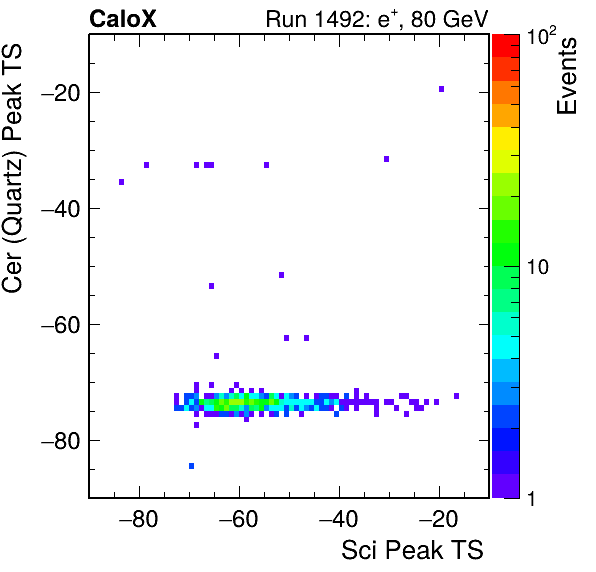 CaloX Run 1492: e⁺, 80 GeV
Cer (Quartz) Peak TS
−20
−40
−60
−80
−80 −60 −40 −20
Sci Peak TS
10²
10
1
Events